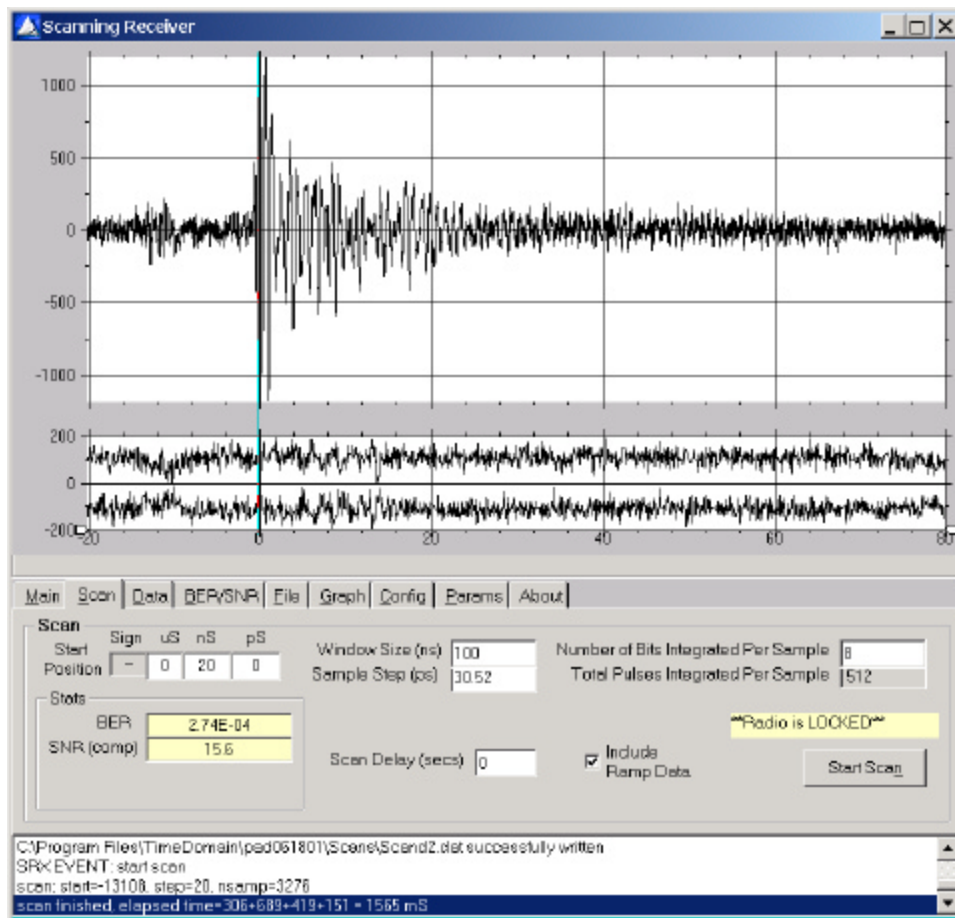 Scanning Receiver
1000
500
0
-500
-1000
200
0
-200
-20 0 20 40 60 80
Main Scan Data BER/SNR File Graph Config Params About
Scan
Sign uS nS pS
Start Position - 0 20 0
Window Size (ns) 100
Sample Step (ps) 30.52
Number of Bits Integrated Per Sample 8
Total Pulses Integrated Per Sample 512
Stats
BER 2.74E-04
SNR (comp) 15.6
**Radio is LOCKED**
Scan Delay (secs) 0
Include
Ramp Data
Start Scan
C:\Program Files\TimeDomain\pad061801\Scans\Scand2.dat successfully written
SRX EVENT: start scan
scan: start=-13108, step=20, nsamp=3276
scan finished, elapsed time=306+689+419+151 = 1565 mS